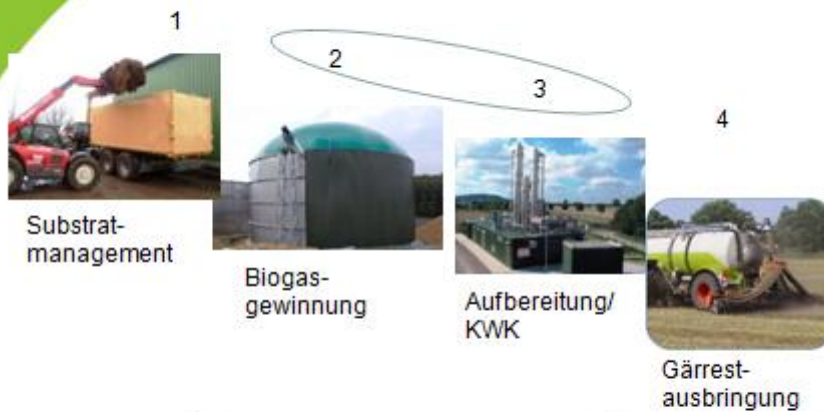 1
2
3
4
Substrat-
management
Biogas-
gewinnung
Aufbereitung/
KWK
Gärrest-
ausbringung